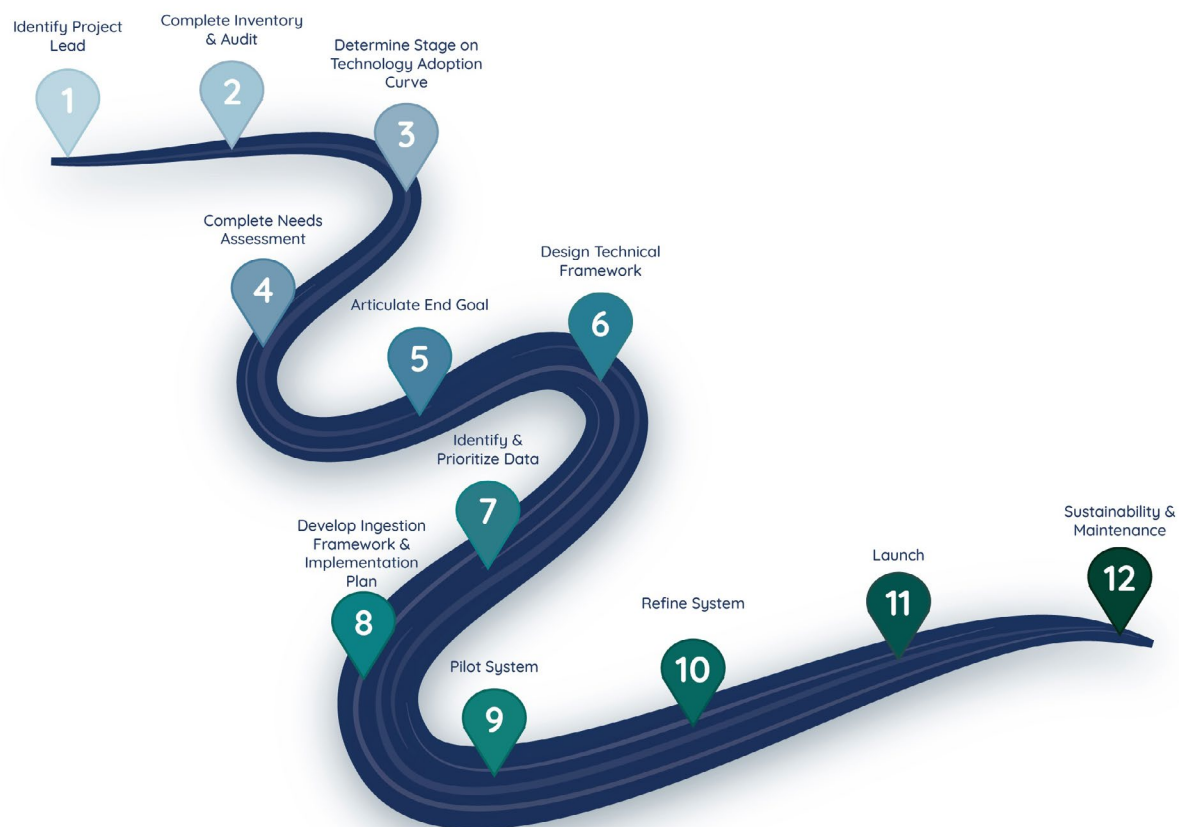 Identify Project
Lead
1
Complete Inventory
& Audit
2
Determine Stage on
Technology Adoption
Curve
3
Complete Needs
Assessment
4
Articulate End Goal
5
Design Technical
Framework
6
Identify &
Prioritize Data
7
Develop Ingestion
Framework &
Implementation
Plan
8
Pilot System
9
Refine System
10
Launch
11
Sustainability &
Maintenance
12